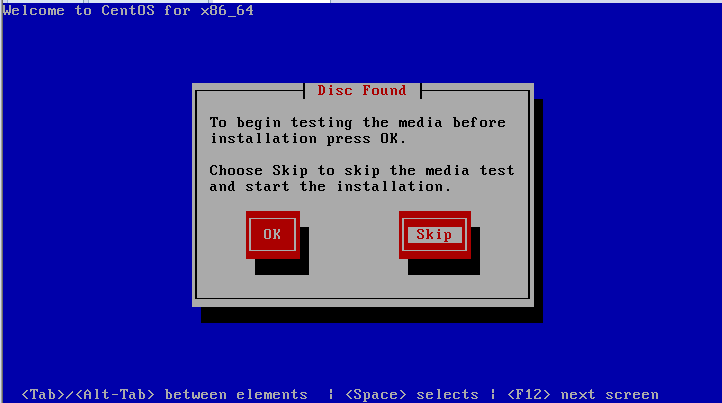 Welcome to CentOS for x86_64
Disc Found
To begin testing the media before
installation press OK.
Choose Skip to skip the media test
and start the installation.
OK Skip
<Tab>/<Alt-Tab> between elements | <Space> selects | <F12> next screen